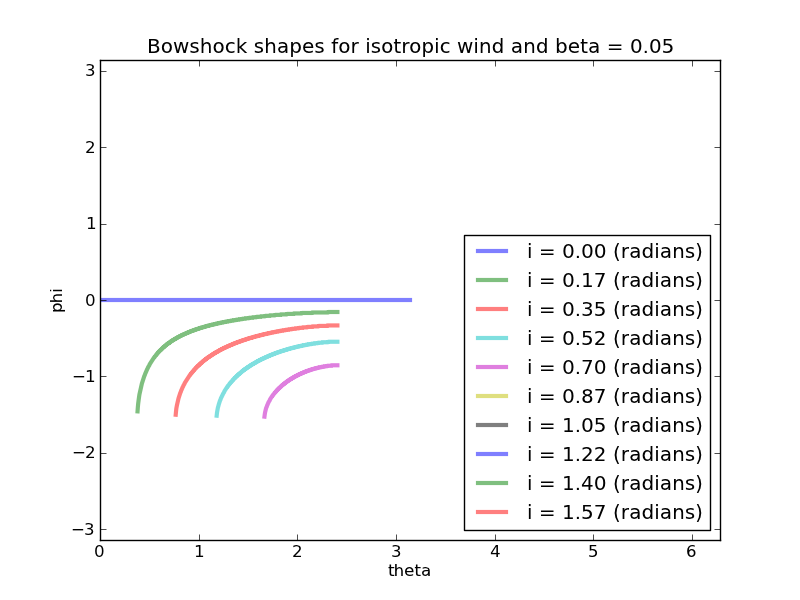 Bowshock shapes for isotropic wind and beta = 0.05
3
2
1
0
−1
−2
−3
phi
i = 0.00 (radians)
i = 0.17 (radians)
i = 0.35 (radians)
i = 0.52 (radians)
i = 0.70 (radians)
i = 0.87 (radians)
i = 1.05 (radians)
i = 1.22 (radians)
i = 1.40 (radians)
i = 1.57 (radians)
0 1 2 3 4 5 6
theta